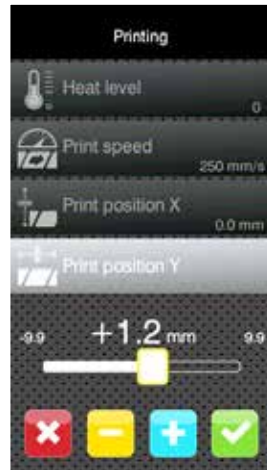 Printing
Heat level
0
Print speed
250 mm/s
Print position X
0.0 mm
Print position Y
-9.9 +1.2 mm 9.9